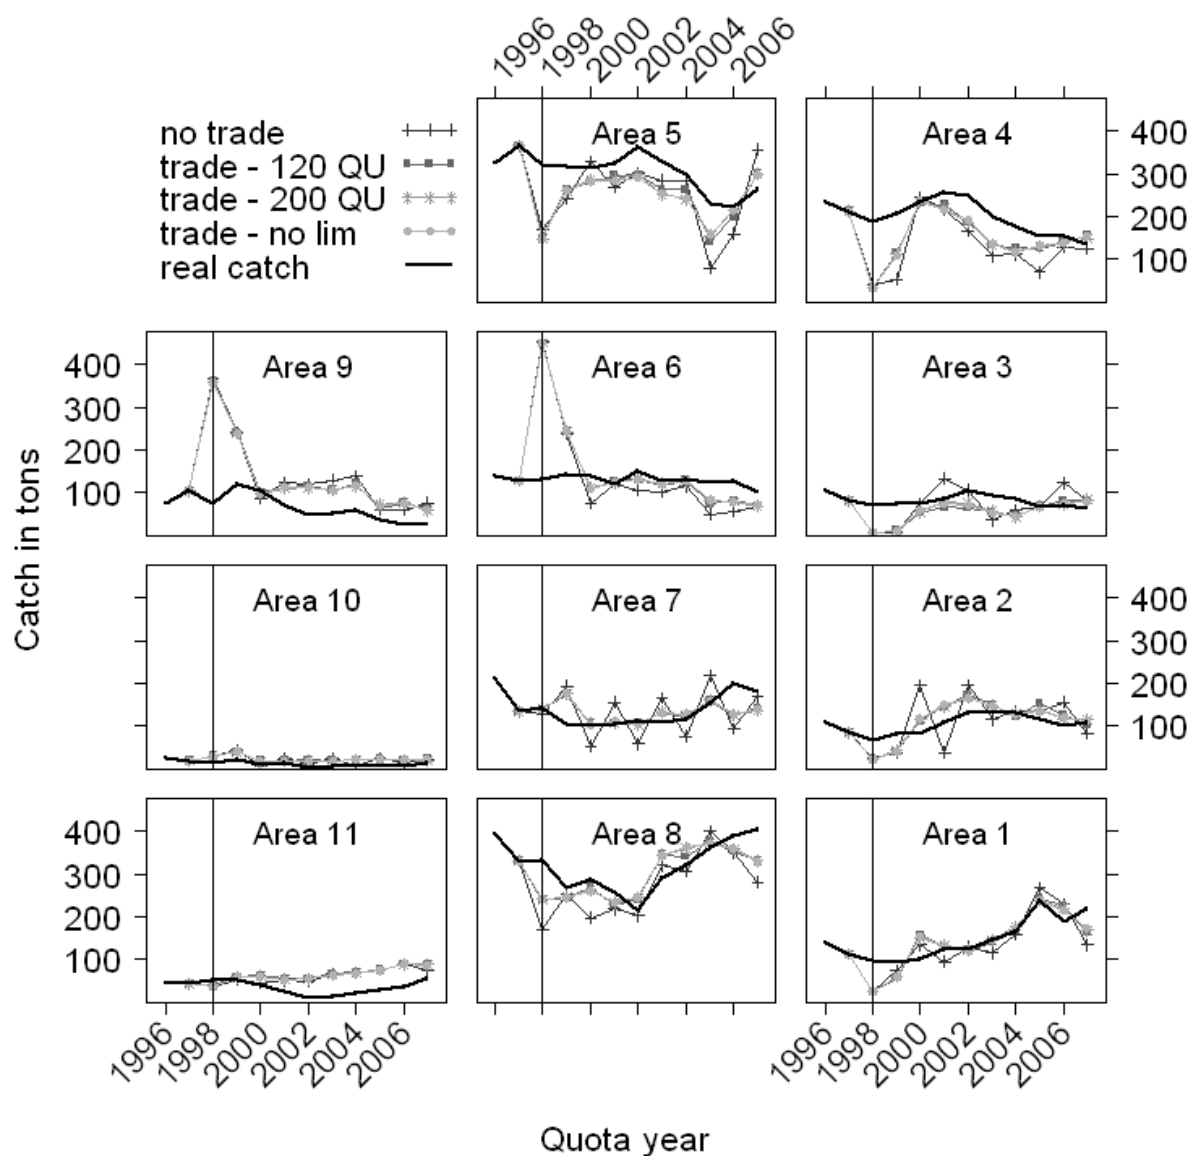 1996 1998 2000 2002 2004 2006
no trade
trade - 120 QU
trade - 200 QU
trade - no lim
real catch
Area 5
Area 4
400
300
200
100
Catch in tons
400
300
200
100
Area 9
Area 6
Area 3
Area 10
Area 7
Area 2
400
300
200
100
400
300
200
100
Area 11
Area 8
Area 1
1996 1998 2000 2002 2004 2006
1996 1998 2000 2002 2004 2006
Quota year